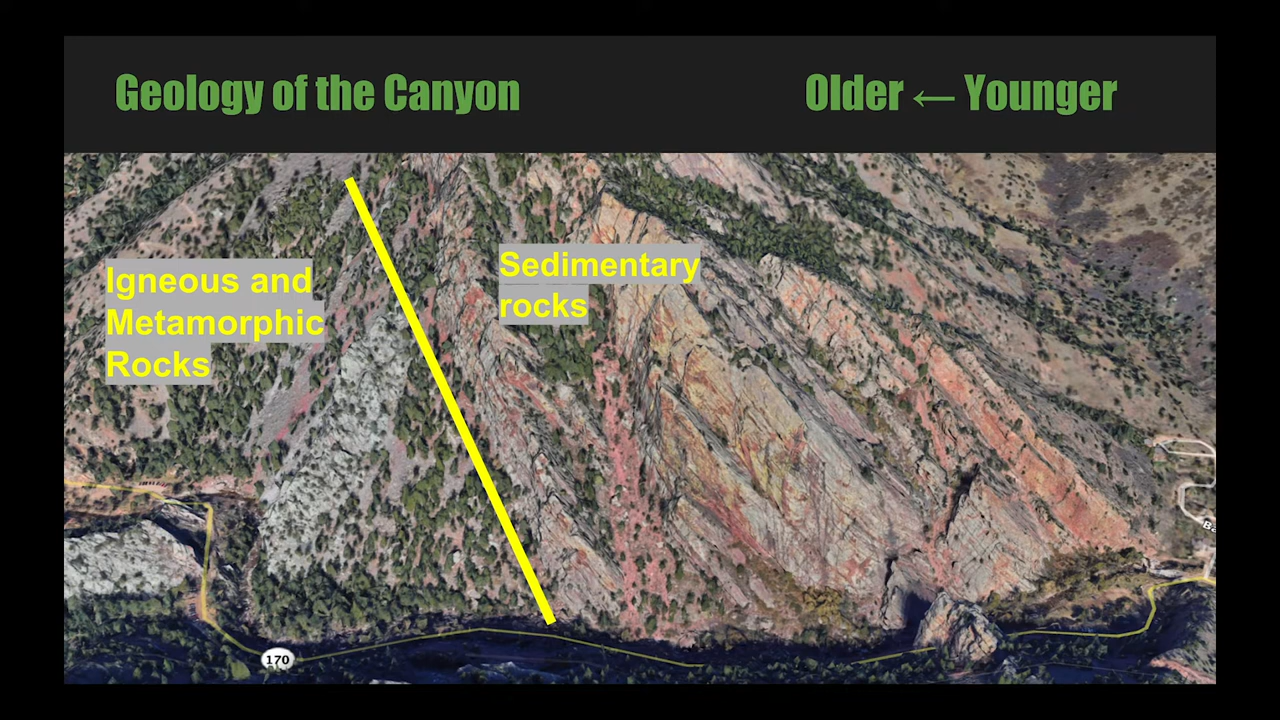 Geology of the Canyon
Older ← Younger
Igneous and
Metamorphic
Rocks
Sedimentary
rocks
170